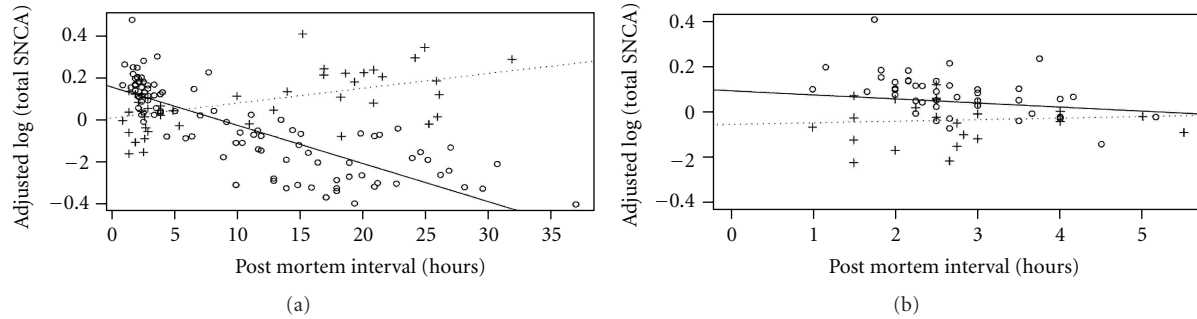 Adjusted log (total SNCA)
0.4
0.2
0
−2
−0.4
0 5 10 15 20 25 30 35
Post mortem interval (hours)
(a)
Adjusted log (total SNCA)
0.4
0.2
0
−2
−0.4
0 1 2 3 4 5
Post mortem interval (hours)
(b)